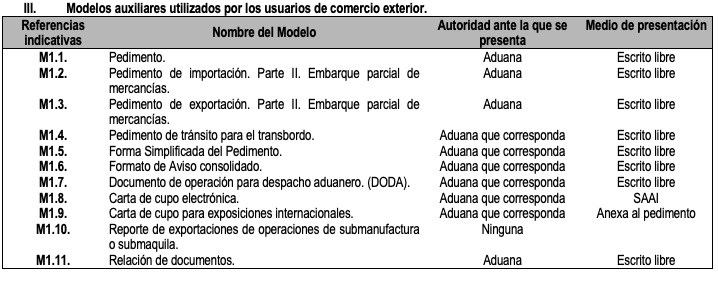 III. Modelos auxiliares utilizados por los usuarios de comercio exterior.
Referencias indicativas Nombre del Modelo Autoridad ante la que se presenta Medio de presentación
M1.1. Pedimento. Aduana Escrito libre
M1.2. Pedimento de importación. Parte II. Embarque parcial de Aduana Escrito libre
mercancías.
M1.3. Pedimento de exportación. Parte II. Embarque parcial de Aduana Escrito libre
mercancías.
M1.4. Pedimento de tránsito para el transbordo. Aduana que corresponda Escrito libre
M1.5. Forma Simplificada del Pedimento. Aduana que corresponda Escrito libre
M1.6. Formato de Aviso consolidado. Aduana que corresponda Escrito libre
M1.7. Documento de operación para despacho aduanero. (DODA). Aduana que corresponda Escrito libre
M1.8. Carta de cupo electrónica. Aduana que corresponda SAAI
M1.9. Carta de cupo para exposiciones internacionales. Aduana que corresponda Anexa al pedimento
M1.10. Reporte de exportaciones de operaciones de submanufactura Ninguna
o submaquila.
M1.11. Relación de documentos. Aduana Escrito libre